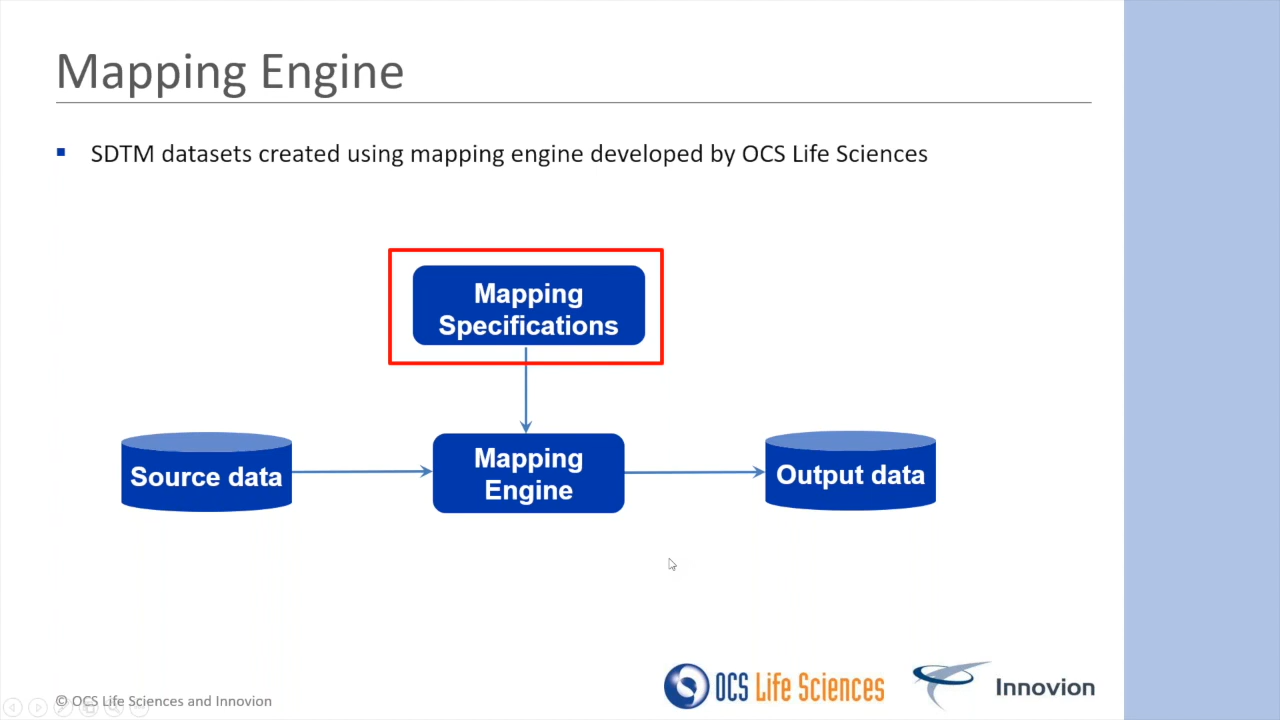 Mapping Engine
SDTM datasets created using mapping engine developed by OCS Life Sciences
Mapping
Specifications
Source data
Mapping
Engine
Output data
OCS Life Sciences
Innovion
© OCS Life Sciences and Innovion